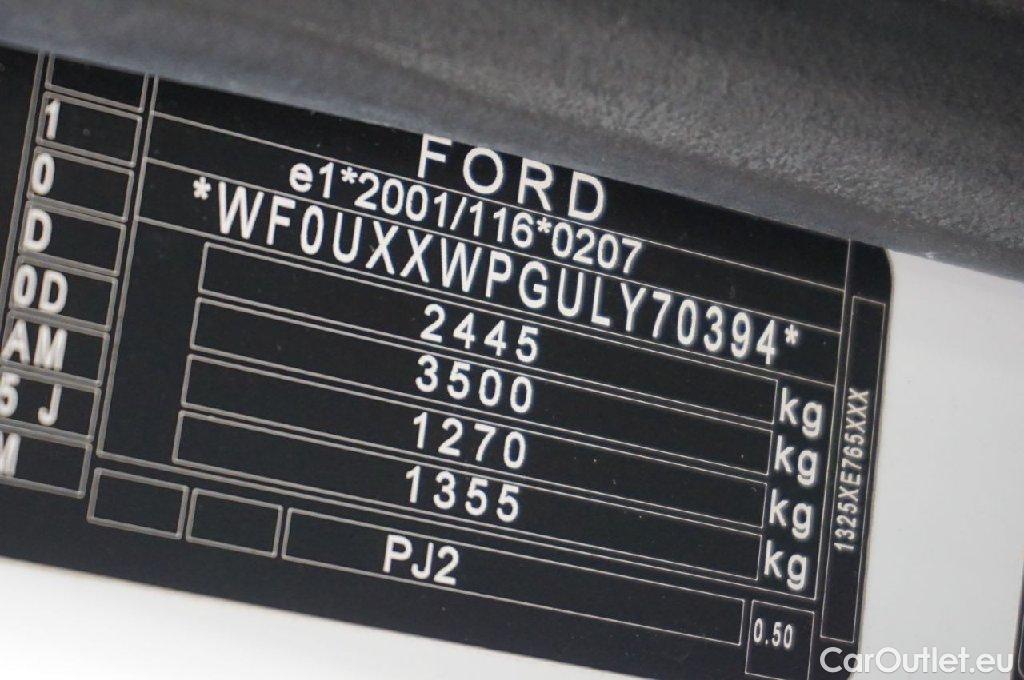 FORD
e1*2001/116*0207
*WF0UXXWPGULY70394*
2445 kg
3500 kg
1270 kg
1355 kg
PJ2
0.50
1325XE765XXX
1
0
D
0D
AM
5 J
M
CarOutlet.eu